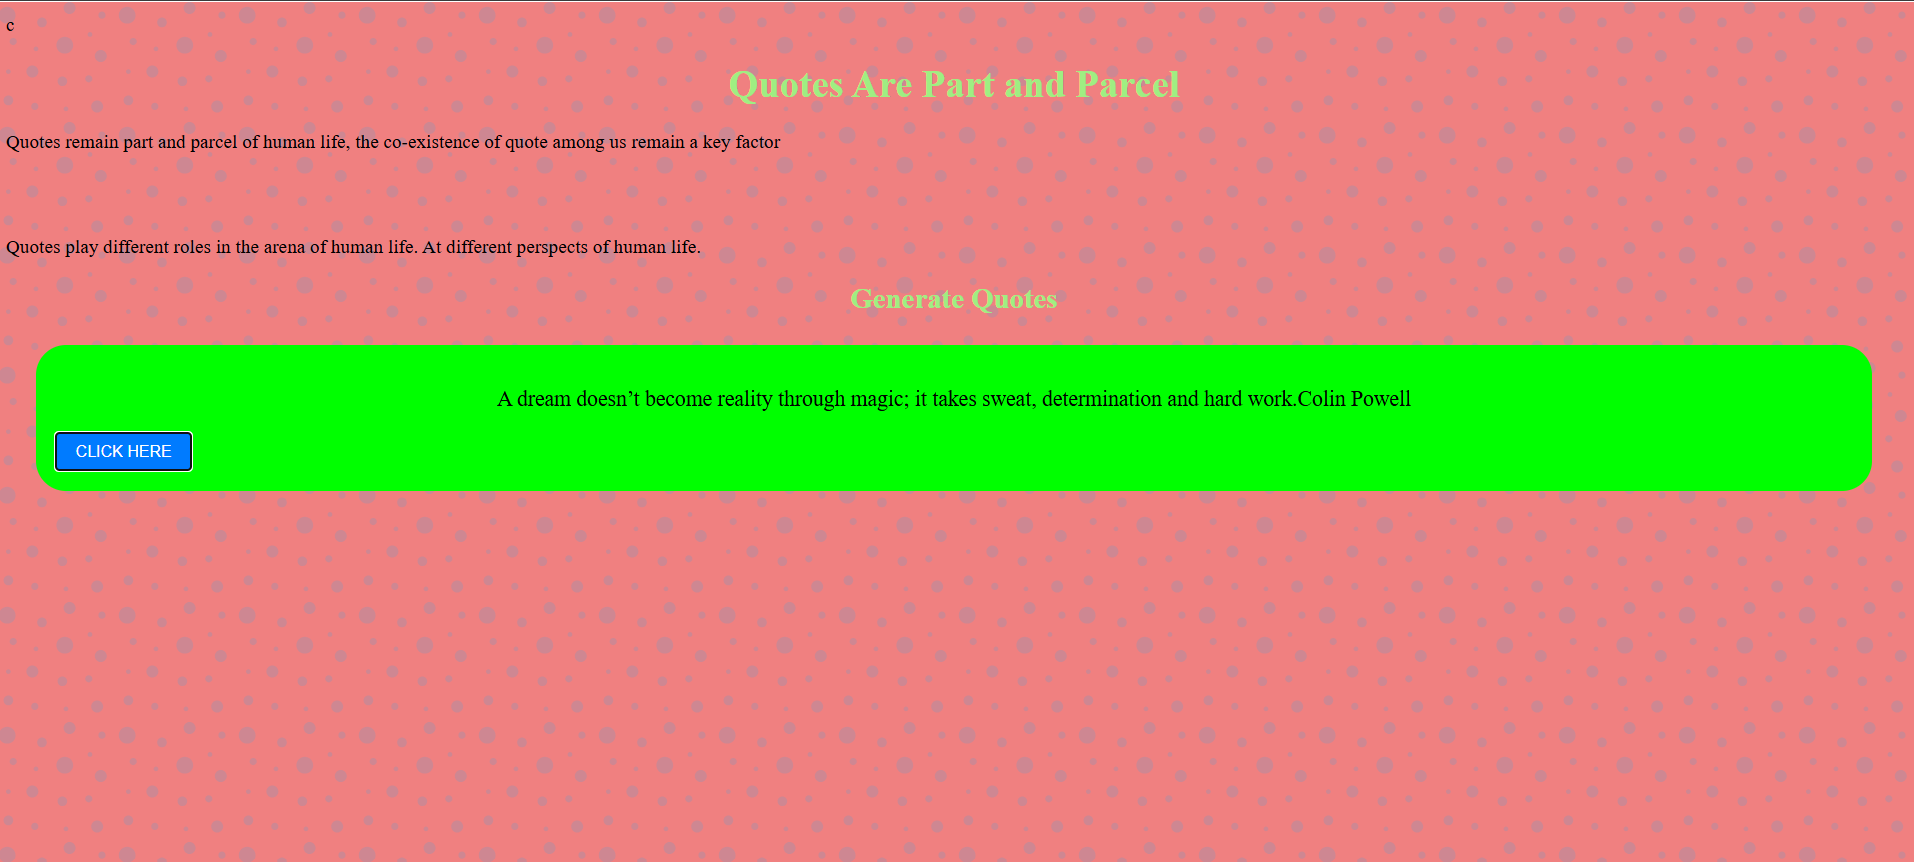 c
Quotes Are Part and Parcel
Quotes remain part and parcel of human life, the co-existence of quote among us remain a key factor
Quotes play different roles in the arena of human life. At different perspects of human life.
Generate Quotes
A dream doesn’t become reality through magic; it takes sweat, determination and hard work.Colin Powell
CLICK HERE